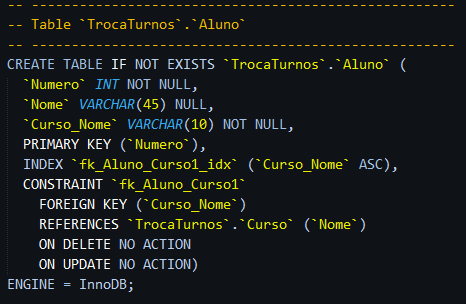 -- -----------------------------------------------------
-- Table `TrocaTurnos`.`Aluno`
-- -----------------------------------------------------
CREATE TABLE IF NOT EXISTS `TrocaTurnos`.`Aluno` (
  `Numero` INT NOT NULL,
  `Nome` VARCHAR(45) NULL,
  `Curso_Nome` VARCHAR(10) NOT NULL,
  PRIMARY KEY (`Numero`),
  INDEX `fk_Aluno_Curso1_idx` (`Curso_Nome` ASC),
  CONSTRAINT `fk_Aluno_Curso1`
    FOREIGN KEY (`Curso_Nome`)
    REFERENCES `TrocaTurnos`.`Curso` (`Nome`)
    ON DELETE NO ACTION
    ON UPDATE NO ACTION)
ENGINE = InnoDB;